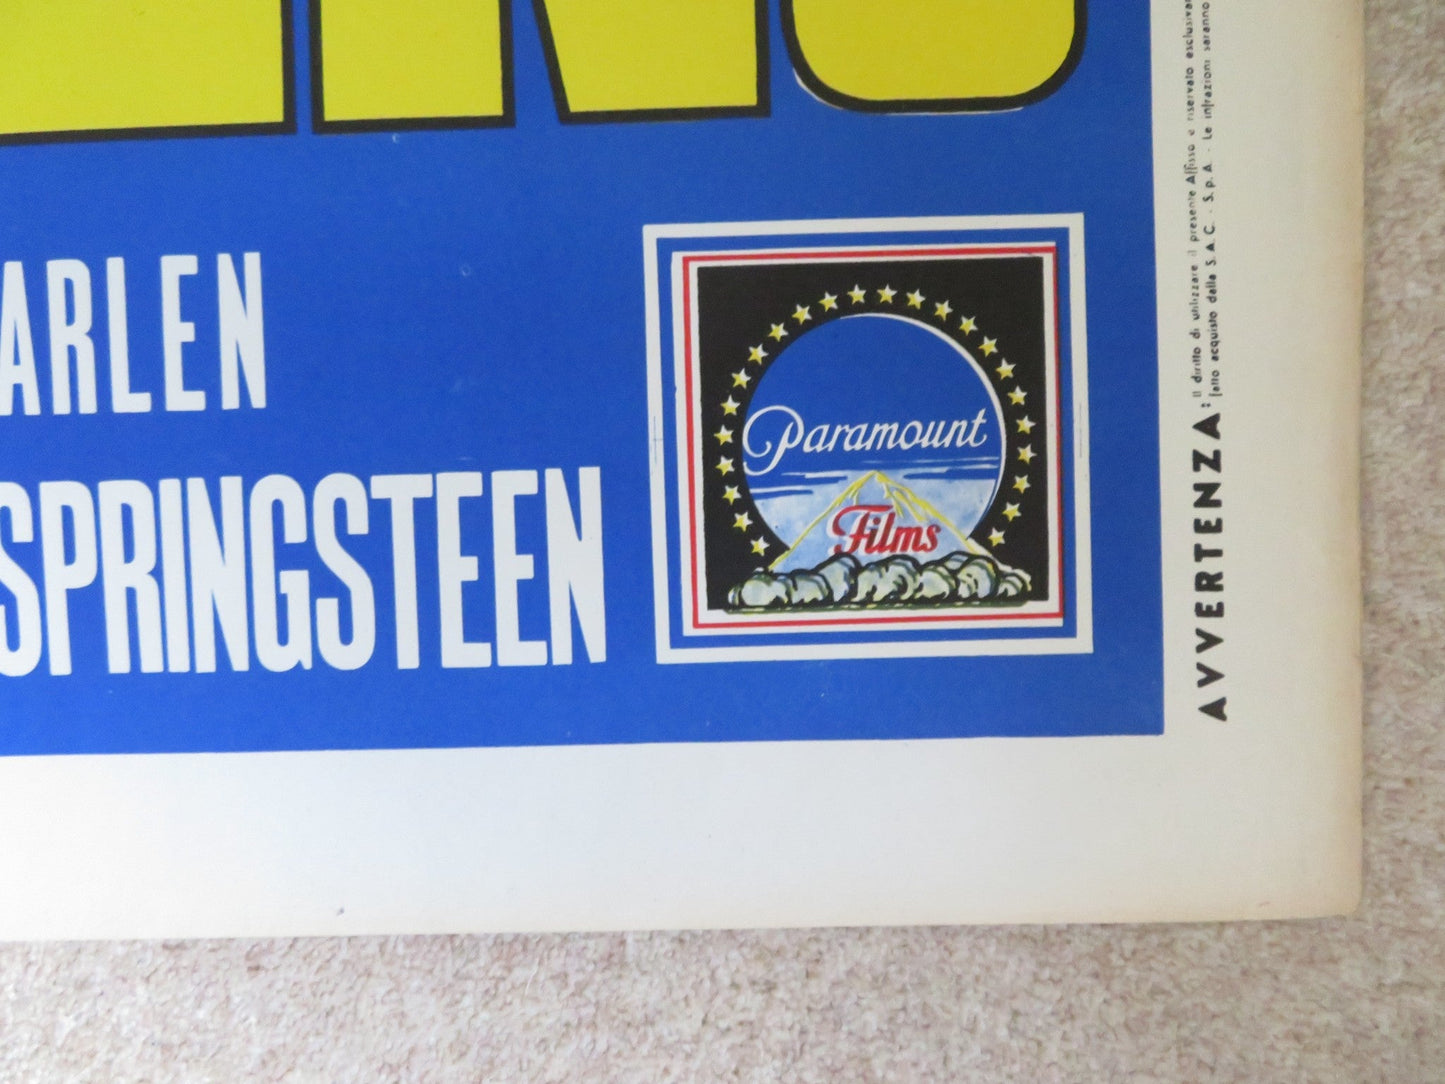 ARLEN
SPRINGSTEEN
Paramount
Films
AVVERTENZA: Il diritto di utilizzare il presente Affisso è riservato
fatto acquisto dalla S.A.C. - S.p.A. - Le infrazioni saranno